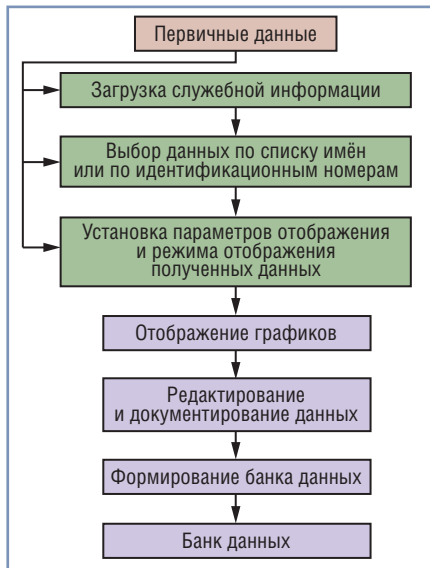 Первичные данные
Загрузка служебной информации
Выбор данных по списку имён
или по идентификационным номерам
Установка параметров отображения
и режима отображения
полученных данных
Отображение графиков
Редактирование
и документирование данных
Формирование банка данных
Банк данных